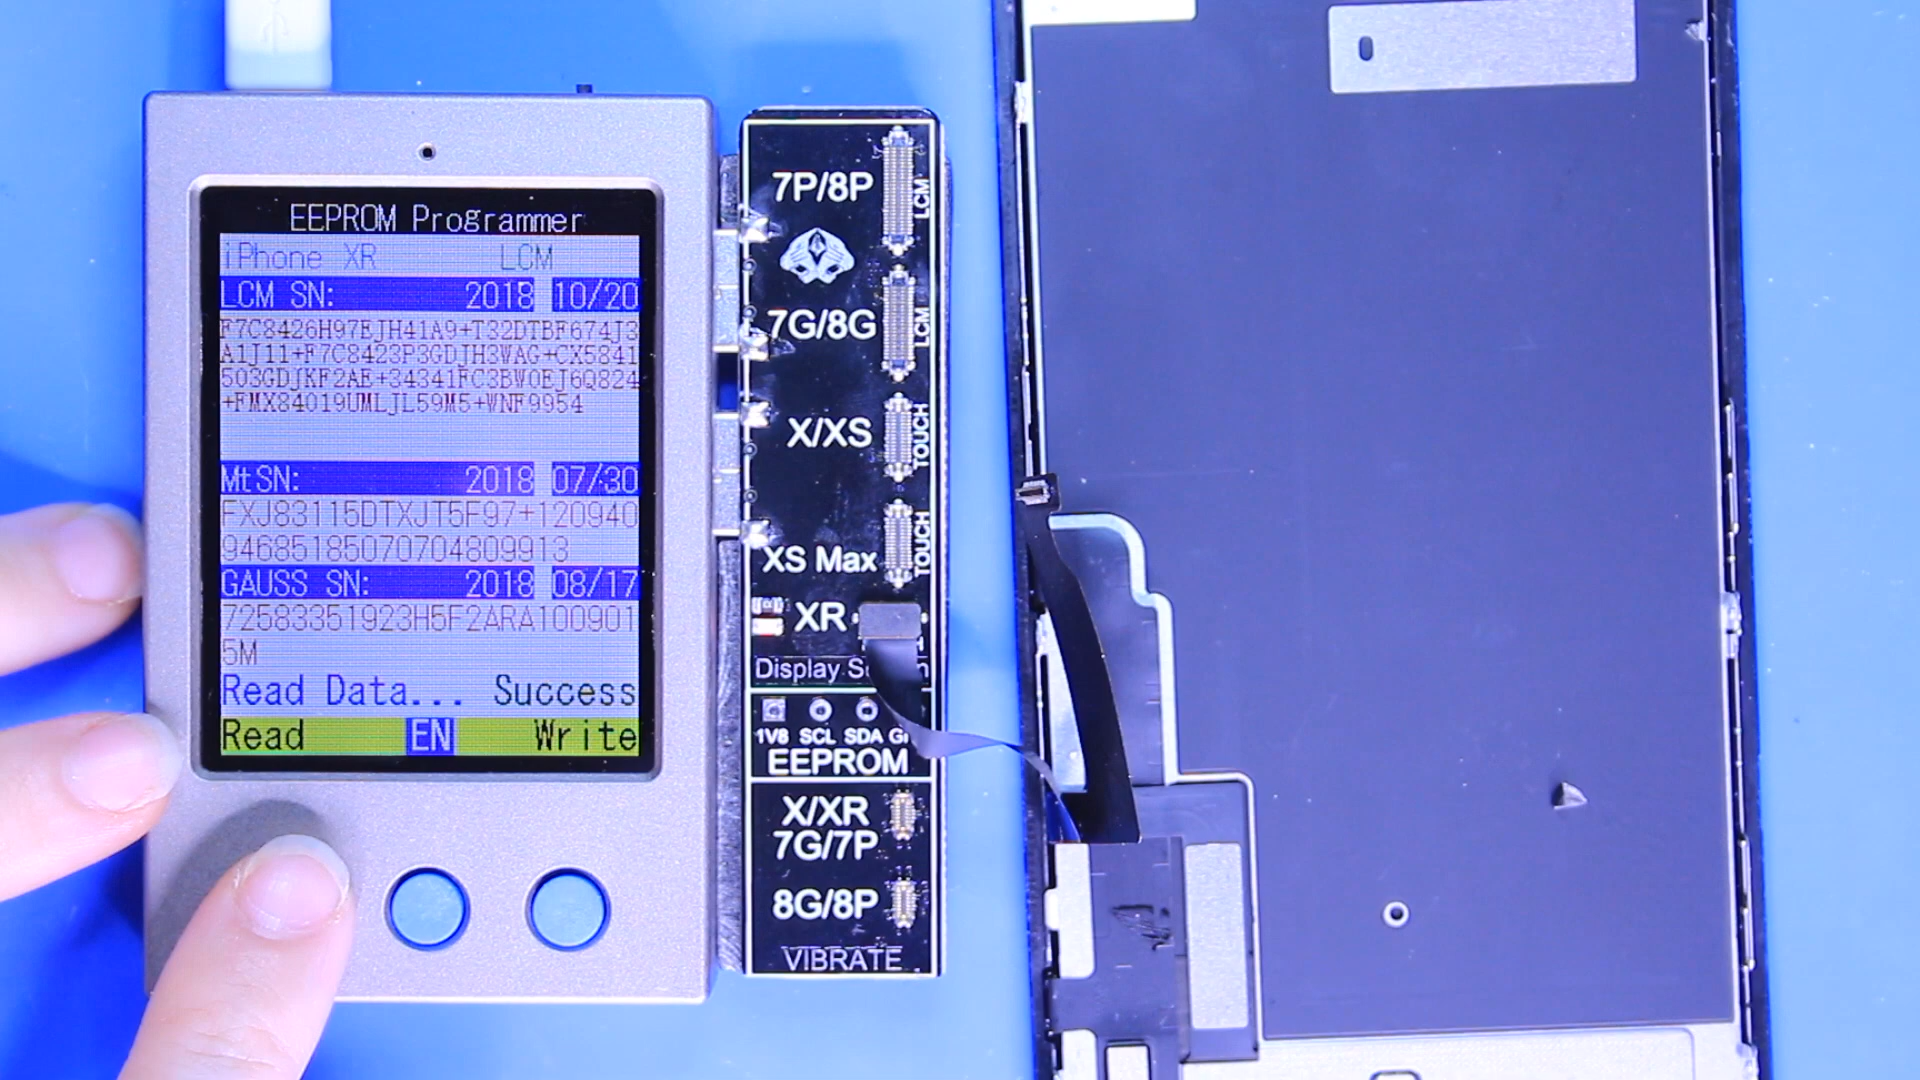 EEPROM Programmer
iPhone XR LCM
LCM SN: 2018 10/20
F7C8426H97EJH41A9+T32DTBF674J3
A1J11+F7C8423P3GDJH3WAG+CX5841
503GDJKF2AE+34341FC3BW0EJ6Q824
+FMX84019UMLJL59M5+WNF9954
MtSN: 2018 07/30
FXJ83115DTXJT5F97+120940
94685185070704809913
GAUSS SN: 2018 08/17
72583351923H5F2ARA100901
5M
Read Data... Success
Read EN Write
7P/8P LCM
7G/8G LCM
X/XS TOUCH
XS Max TOUCH
XR
Display
1V8 SCL SDA
EEPROM
X/XR
7G/7P
8G/8P
VIBRATE